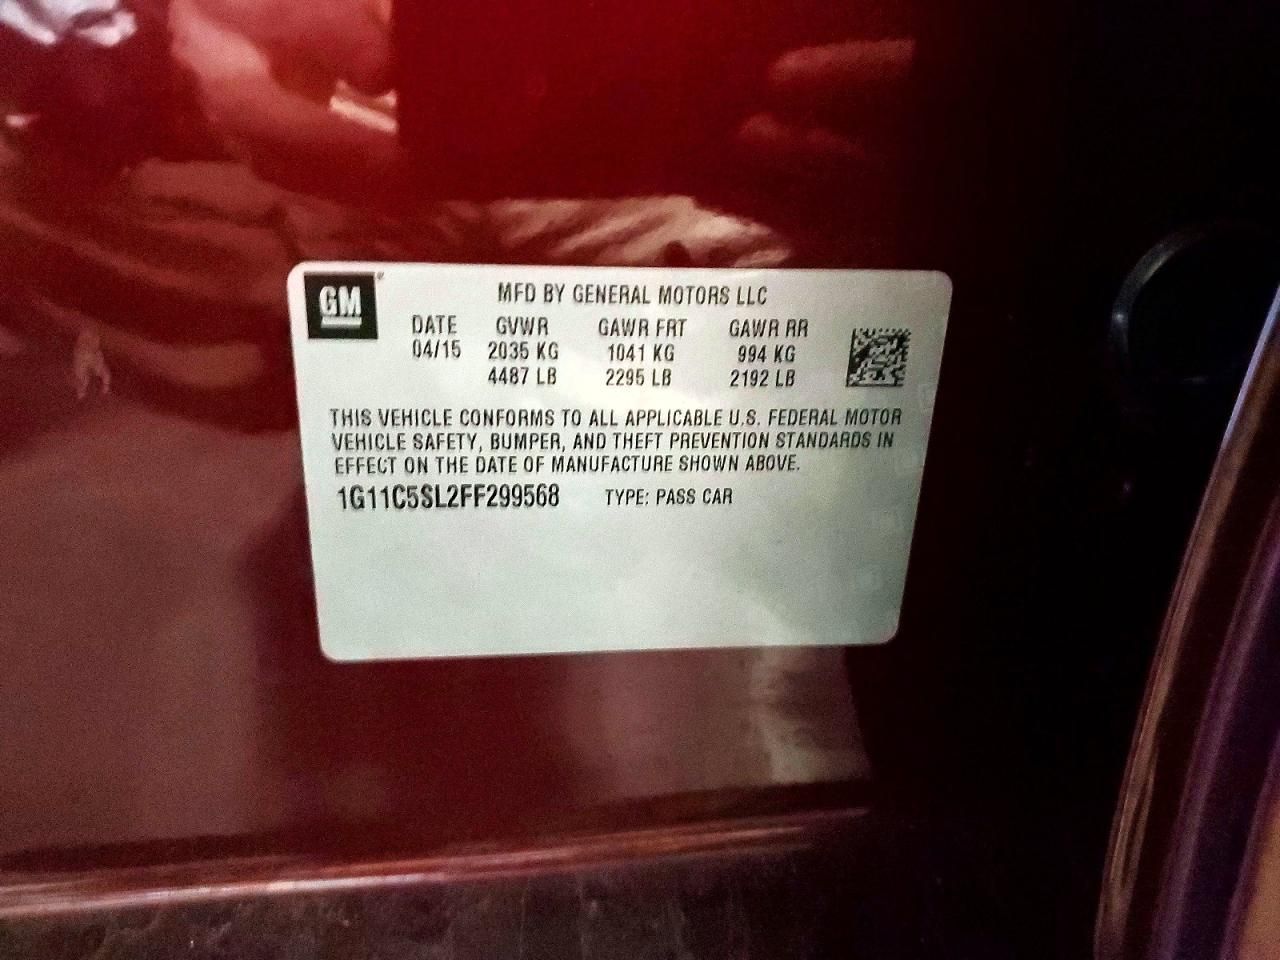 GM
MFD BY GENERAL MOTORS LLC
DATE GVWR GAWR FRT GAWR RR
04/15 2035 KG 1041 KG 994 KG
4487 LB 2295 LB 2192 LB
THIS VEHICLE CONFORMS TO ALL APPLICABLE U.S. FEDERAL MOTOR
VEHICLE SAFETY, BUMPER, AND THEFT PREVENTION STANDARDS IN
EFFECT ON THE DATE OF MANUFACTURE SHOWN ABOVE.
1G11C5SL2FF299568 TYPE: PASS CAR